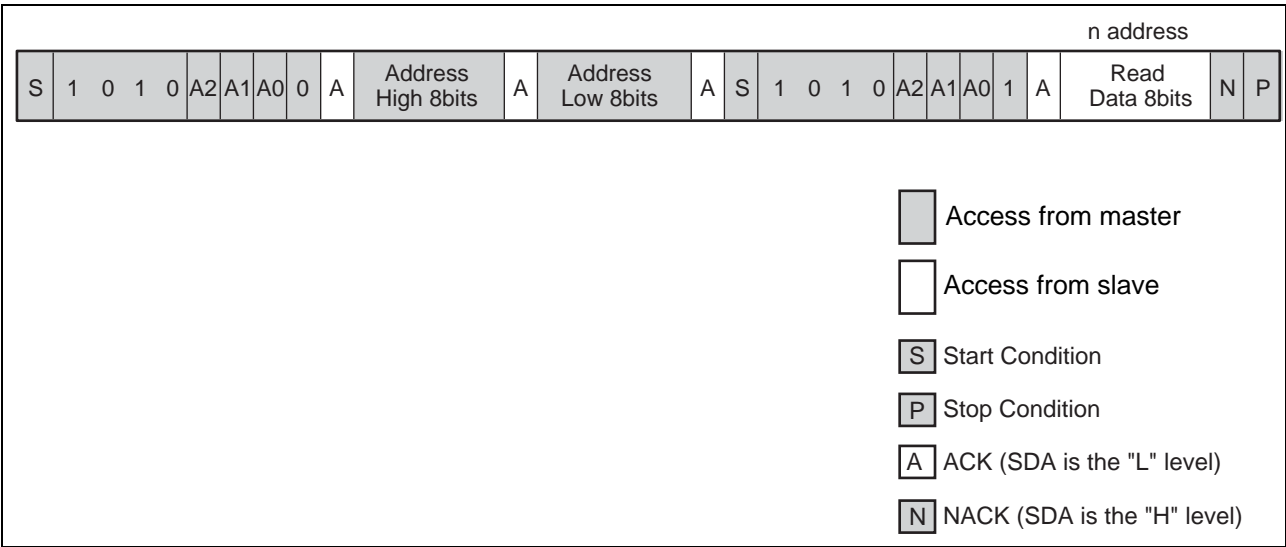 n address
S 1 0 1 0 A2 A1 A0 0 A Address High 8bits A Address Low 8bits A S 1 0 1 0 A2 A1 A0 1 A Read Data 8bits N P
Access from master
Access from slave
S Start Condition
P Stop Condition
A ACK (SDA is the "L" level)
N NACK (SDA is the "H" level)